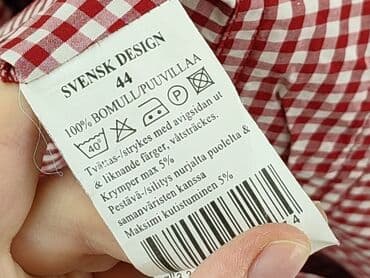 SVENSK DESIGN
44
100% BOMULL/PUUVILLAA
40°
P
Tvättas-/strykes med avigsidan ut
& liknande färger, våtsträckes.
Krymper max 5%
Pestävä-/silitys nurjalta puolelta &
samanväristen kanssa
Maksimi kutistuminen 5%